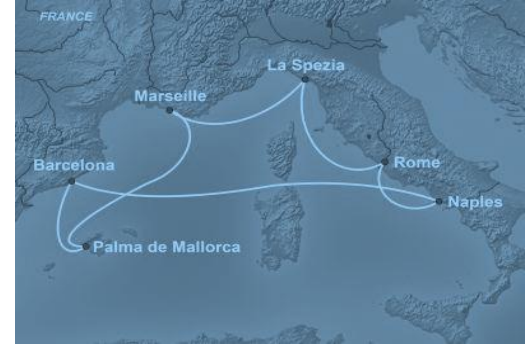 FRANCE
La Spezia
Marseille
Barcelona
Rome
Naples
Palma de Mallorca